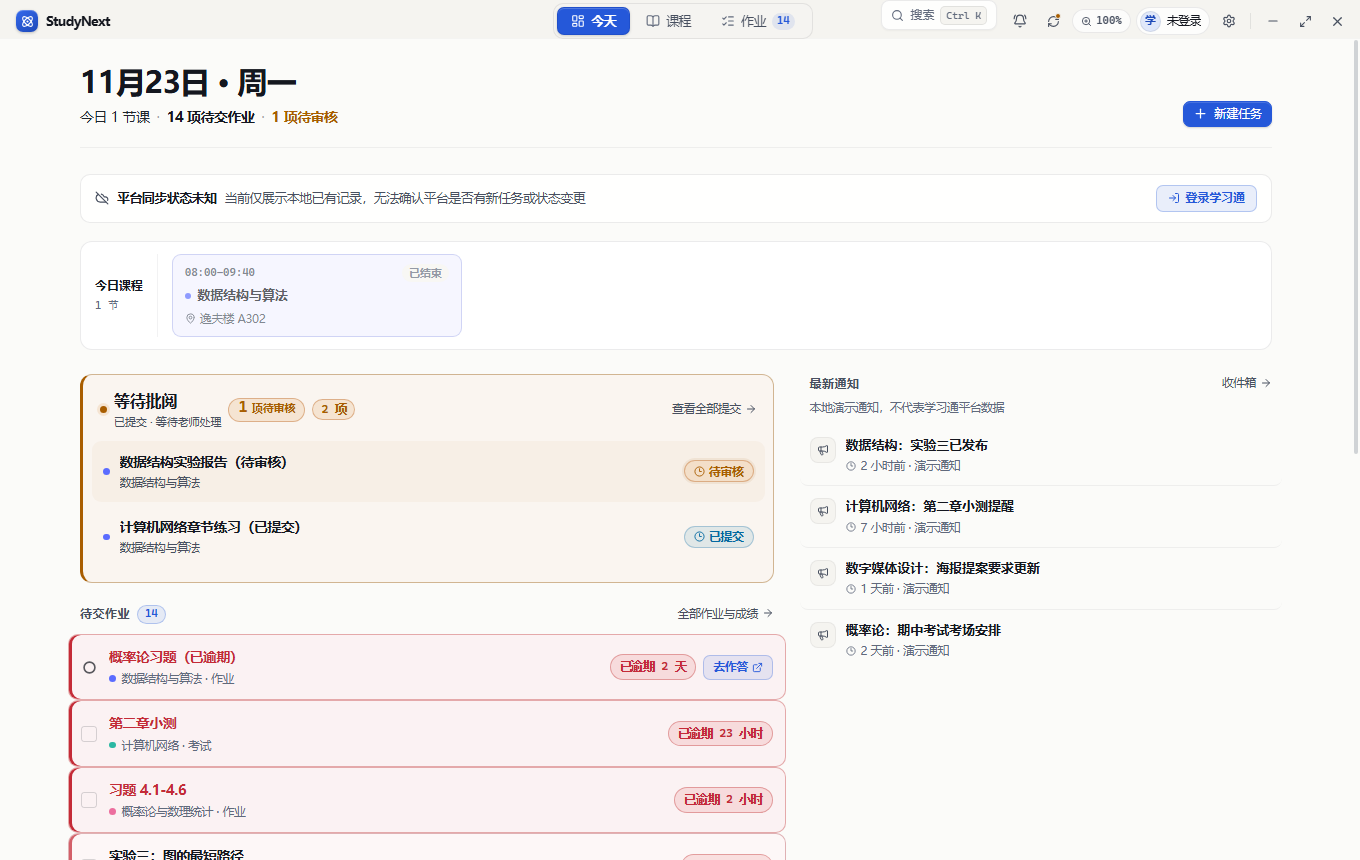 StudyNext
今天
课程
作业 14
搜索 Ctrl K
100%
学 未登录
11月23日 • 周一
今日 1 节课 · 14 项待交作业 · 1 项待审核
新建任务
平台同步状态未知 当前仅展示本地已有记录，无法确认平台是否有新任务或状态变更
登录学习通
今日课程
1 节
08:00–09:40 已结束
数据结构与算法
逸夫楼 A302
等待批阅
已提交 · 等待老师处理
1 项待审核
2 项
查看全部提交
数据结构实验报告（待审核）
数据结构与算法
待审核
计算机网络章节练习（已提交）
数据结构与算法
已提交
待交作业 14
全部作业与成绩
概率论习题（已逾期）
数据结构与算法 · 作业
已逾期 2 天
去作答
第二章小测
计算机网络 · 考试
已逾期 23 小时
习题 4.1-4.6
概率论与数理统计 · 作业
已逾期 2 小时
实验三：图的最短路径
最新通知
收件箱
本地演示通知，不代表学习通平台数据
数据结构：实验三已发布
2 小时前 · 演示通知
计算机网络：第二章小测提醒
7 小时前 · 演示通知
数字媒体设计：海报提案要求更新
1 天前 · 演示通知
概率论：期中考试考场安排
2 天前 · 演示通知